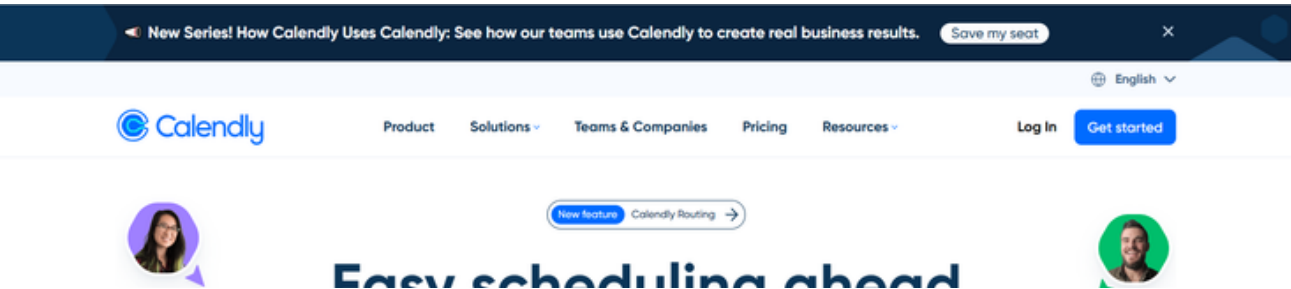 New Series! How Calendly Uses Calendly: See how our teams use Calendly to create real business results. Save my seat
English
Calendly Product Solutions Teams & Companies Pricing Resources Log In Get started
New feature Calendly Routing →
Easy scheduling ahead